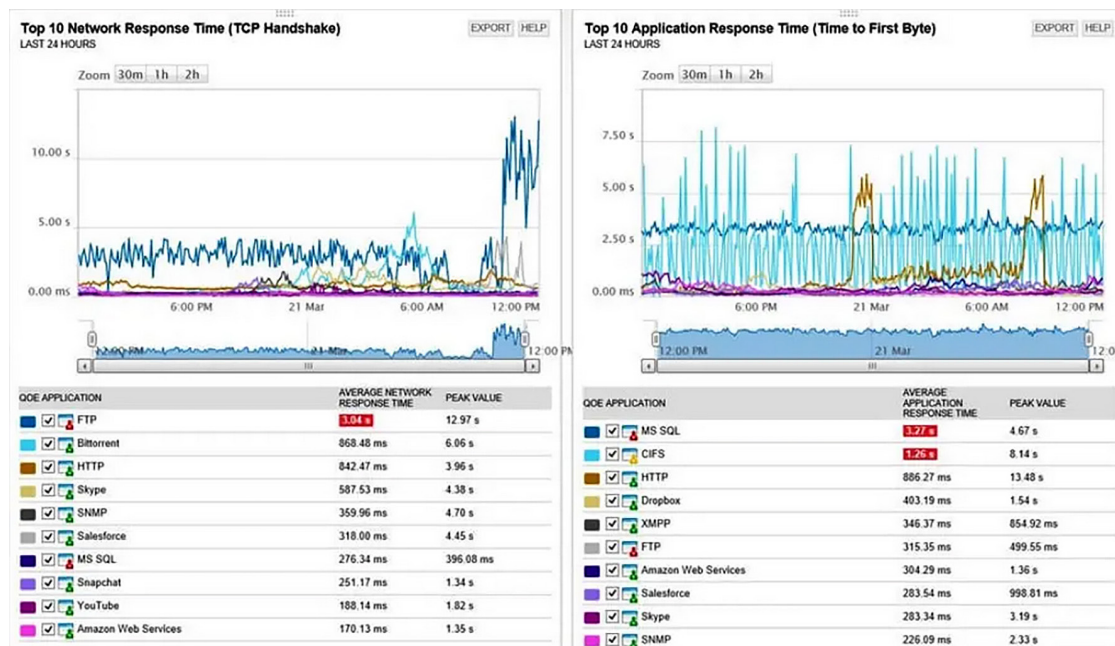 Top 10 Network Response Time (TCP Handshake)
EXPORT HELP
LAST 24 HOURS
Zoom 30m 1h 2h
10.00 s
5.00 s
0.00 ms
6:00 PM 21 Mar 6:00 AM 12:00 PM
12:00 PM 21 Mar 12:00 PM
QOE APPLICATION AVERAGE NETWORK RESPONSE TIME PEAK VALUE
FTP 3.04 s 12.97 s
Bittorrent 868.48 ms 6.06 s
HTTP 842.47 ms 3.96 s
Skype 587.53 ms 4.38 s
SNMP 359.96 ms 4.70 s
Salesforce 318.00 ms 4.45 s
MS SQL 276.34 ms 396.08 ms
Snapchat 251.17 ms 1.34 s
YouTube 188.14 ms 1.82 s
Amazon Web Services 170.13 ms 1.35 s
Top 10 Application Response Time (Time to First Byte)
EXPORT HELP
LAST 24 HOURS
Zoom 30m 1h 2h
7.50 s
5.00 s
2.50 s
0.00 ms
6:00 PM 21 Mar 6:00 AM 12:00 PM
12:00 PM 21 Mar 12:0
QOE APPLICATION AVERAGE APPLICATION RESPONSE TIME PEAK VALUE
MS SQL 3.27 s 4.67 s
CIFS 1.26 s 8.14 s
HTTP 886.27 ms 13.48 s
Dropbox 403.19 ms 1.54 s
XMPP 346.37 ms 854.92 ms
FTP 315.35 ms 499.55 ms
Amazon Web Services 304.29 ms 1.36 s
Salesforce 283.54 ms 998.81 ms
Skype 283.34 ms 3.19 s
SNMP 226.09 ms 2.33 s